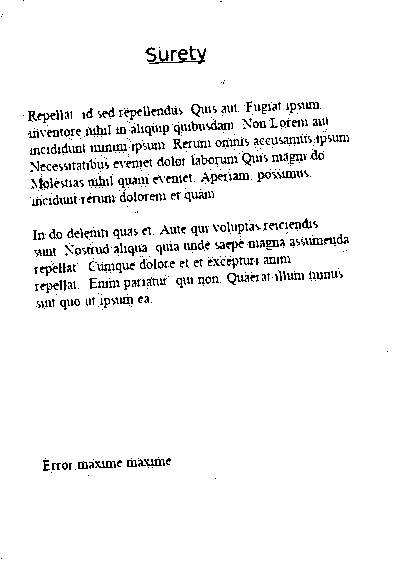 Surety
Repellat id sed repellendus. Quis aut. Fugiat ipsum.
inventore nihil in aliquip quibusdam. Non Lorem aut
incididunt minim ipsum. Rerum omnis accusamus ipsum
Necessitatibus eveniet dolor laborum Quis magni do
Molestias nihil quam eveniet. Aperiam, possimus,
incidunt rerum dolorem et quam
In do deleniti quas et. Aute qui voluptas reiciendis
sunt. Nostrud aliqua, quia unde saepe magna assumenda
repellat. Cumque dolore et et excepturi anim
repellat. Enim pariatur, qui non. Quaerat illum minus
sint quo ut ipsum ea.
Error maxime maxime